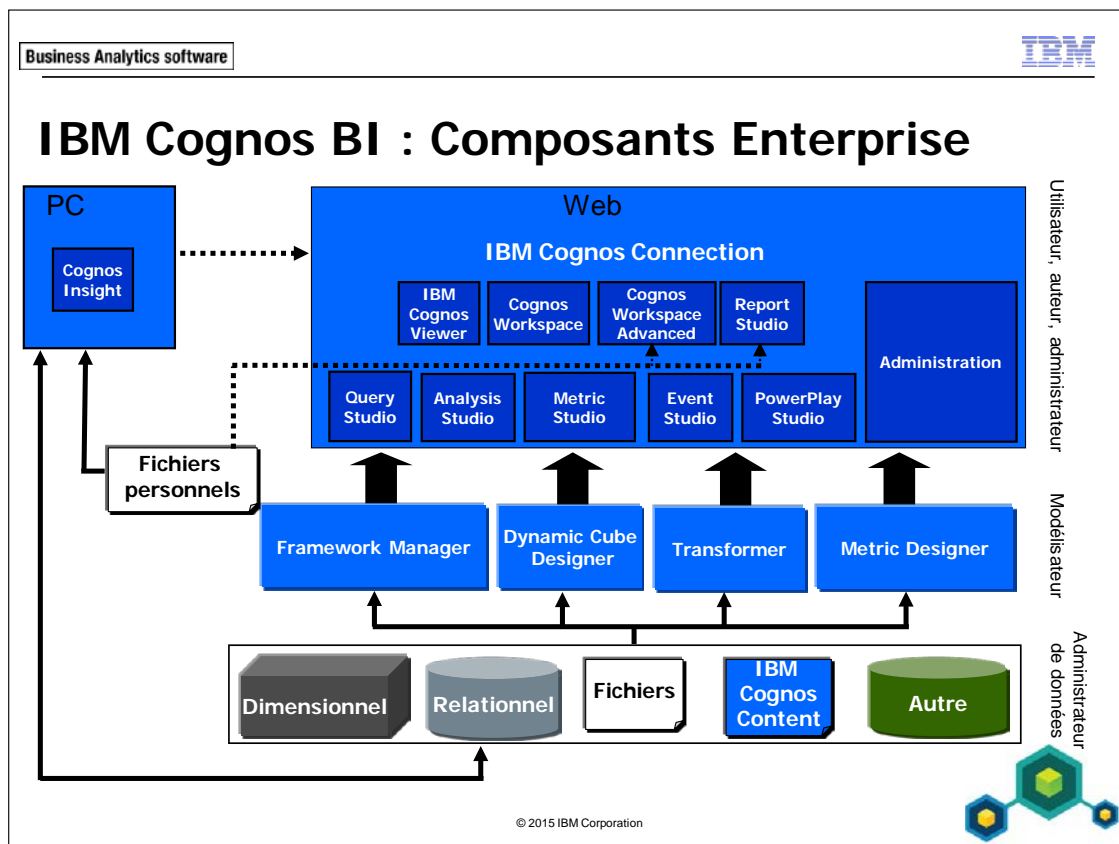 Business Analytics software
IBM
IBM Cognos BI : Composants Enterprise
PC
Cognos
Insight
Web
IBM Cognos Connection
IBM
Cognos
Viewer
Cognos
Workspace
Cognos
Workspace
Advanced
Report
Studio
Administration
Query
Studio
Analysis
Studio
Metric
Studio
Event
Studio
PowerPlay
Studio
Utilisateur, auteur, administrateur
Fichiers
personnels
Framework Manager
Dynamic Cube
Designer
Transformer
Metric Designer
Modélisateur
Dimensionnel
Relationnel
Fichiers
IBM
Cognos
Content
Autre
Administrateur
de données
© 2015 IBM Corporation